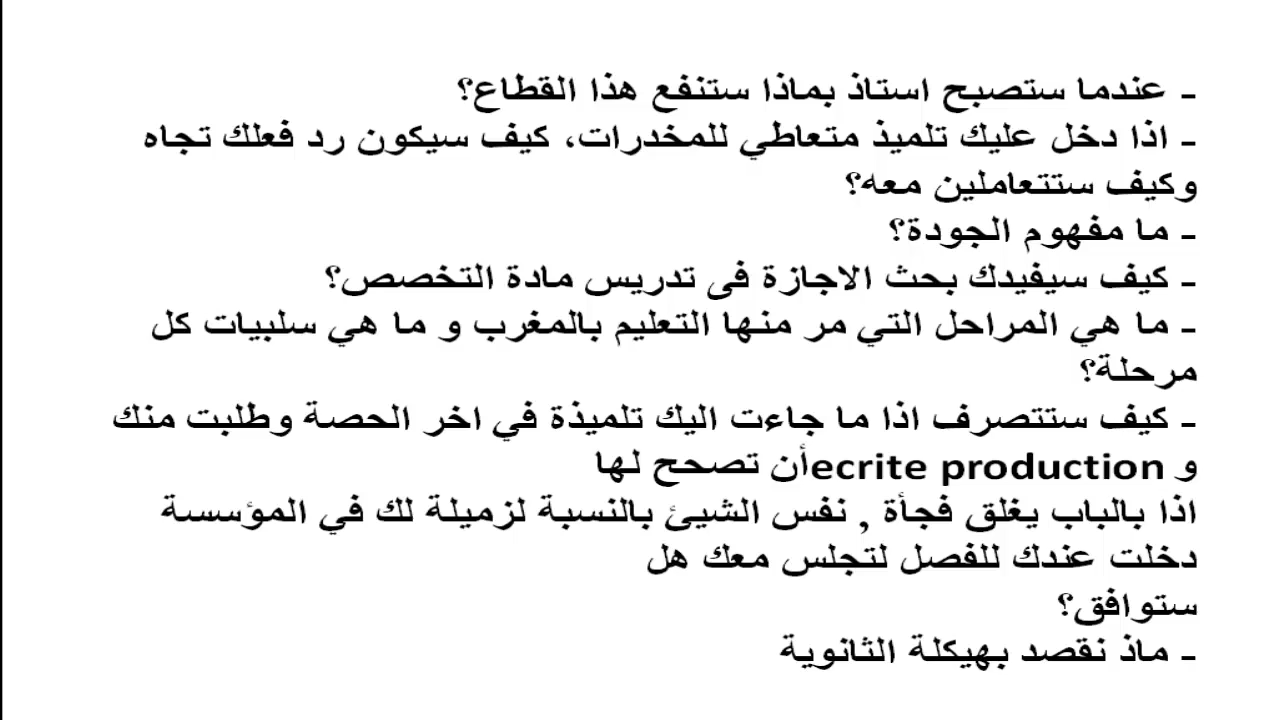 - عندما ستصبح استاذ بماذا ستنفع هذا القطاع؟
- اذا دخل عليك تلميذ متعاطي للمخدرات، كيف سيكون رد فعلك تجاه
وكيف ستتعاملين معه؟
- ما مفهوم الجودة؟
- كيف سيفيدك بحث الاجازة فى تدريس مادة التخصص؟
- ما هي المراحل التي مر منها التعليم بالمغرب و ما هي سلبيات كل
مرحلة؟
- كيف ستتصرف اذا ما جاءت اليك تلميذة في اخر الحصة وطلبت منك
و ecrite productionأن تصحح لها
اذا بالباب يغلق فجأة , نفس الشيئ بالنسبة لزميلة لك في المؤسسة
دخلت عندك للفصل لتجلس معك هل
ستوافق؟
- ماذ نقصد بهيكلة الثانوية